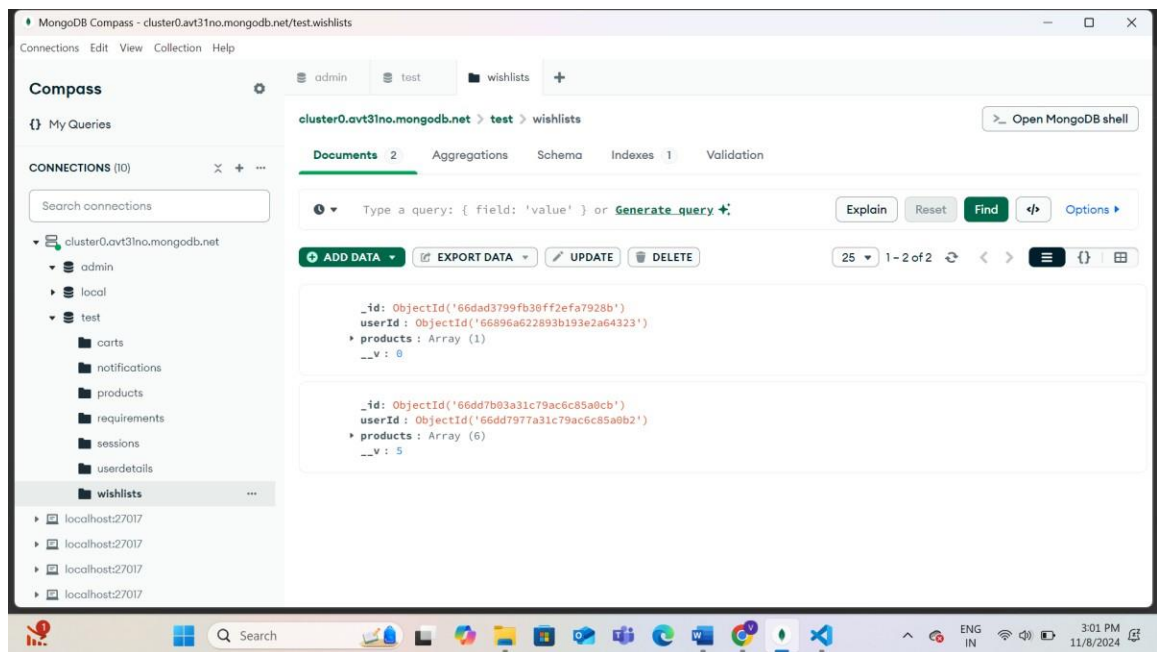 MongoDB Compass - cluster0.avt31no.mongodb.net/test.wishlists
Connections Edit View Collection Help
Compass
{} My Queries
CONNECTIONS (10)
Search connections
cluster0.avt31no.mongodb.net
admin
local
test
carts
notifications
products
requirements
sessions
userdetails
wishlists
localhost:27017
localhost:27017
localhost:27017
localhost:27017
admin test wishlists
cluster0.avt31no.mongodb.net > test > wishlists
>_ Open MongoDB shell
Documents 2 Aggregations Schema Indexes 1 Validation
Type a query: { field: 'value' } or Generate query
Explain Reset Find </> Options
ADD DATA EXPORT DATA UPDATE DELETE
25 1 - 2 of 2 {}
_id: ObjectId('66dad3799fb30ff2efa7928b')
userId : ObjectId('66896a622893b193e2a64323')
products : Array (1)
__v : 0
_id: ObjectId('66dd7b03a31c79ac6c85a0cb')
userId : ObjectId('66dd7977a31c79ac6c85a0b2')
products : Array (6)
__v : 5
1
Search
ENG
IN
3:01 PM
11/8/2024